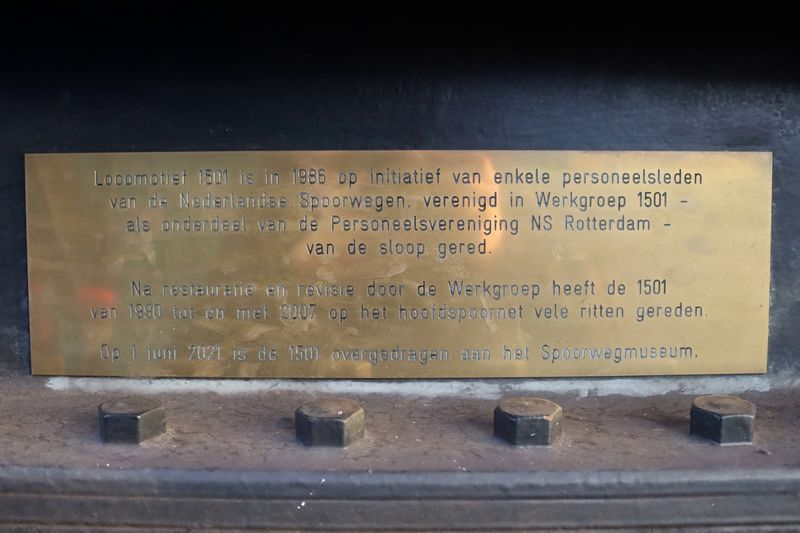 Locomotief 1501 is in 1986 op initiatief van enkele personeelsleden
van de Nederlandse Spoorwegen, verenigd in Werkgroep 1501 -
als onderdeel van de Personeelsvereniging NS Rotterdam -
van de sloop gered.
Na restauratie en revisie door de Werkgroep heeft de 1501
van 1990 tot en met 2007 op het hoofdspoornet vele ritten gereden.
Op 1 juni 2021 is de 1501 overgedragen aan het Spoorwegmuseum.